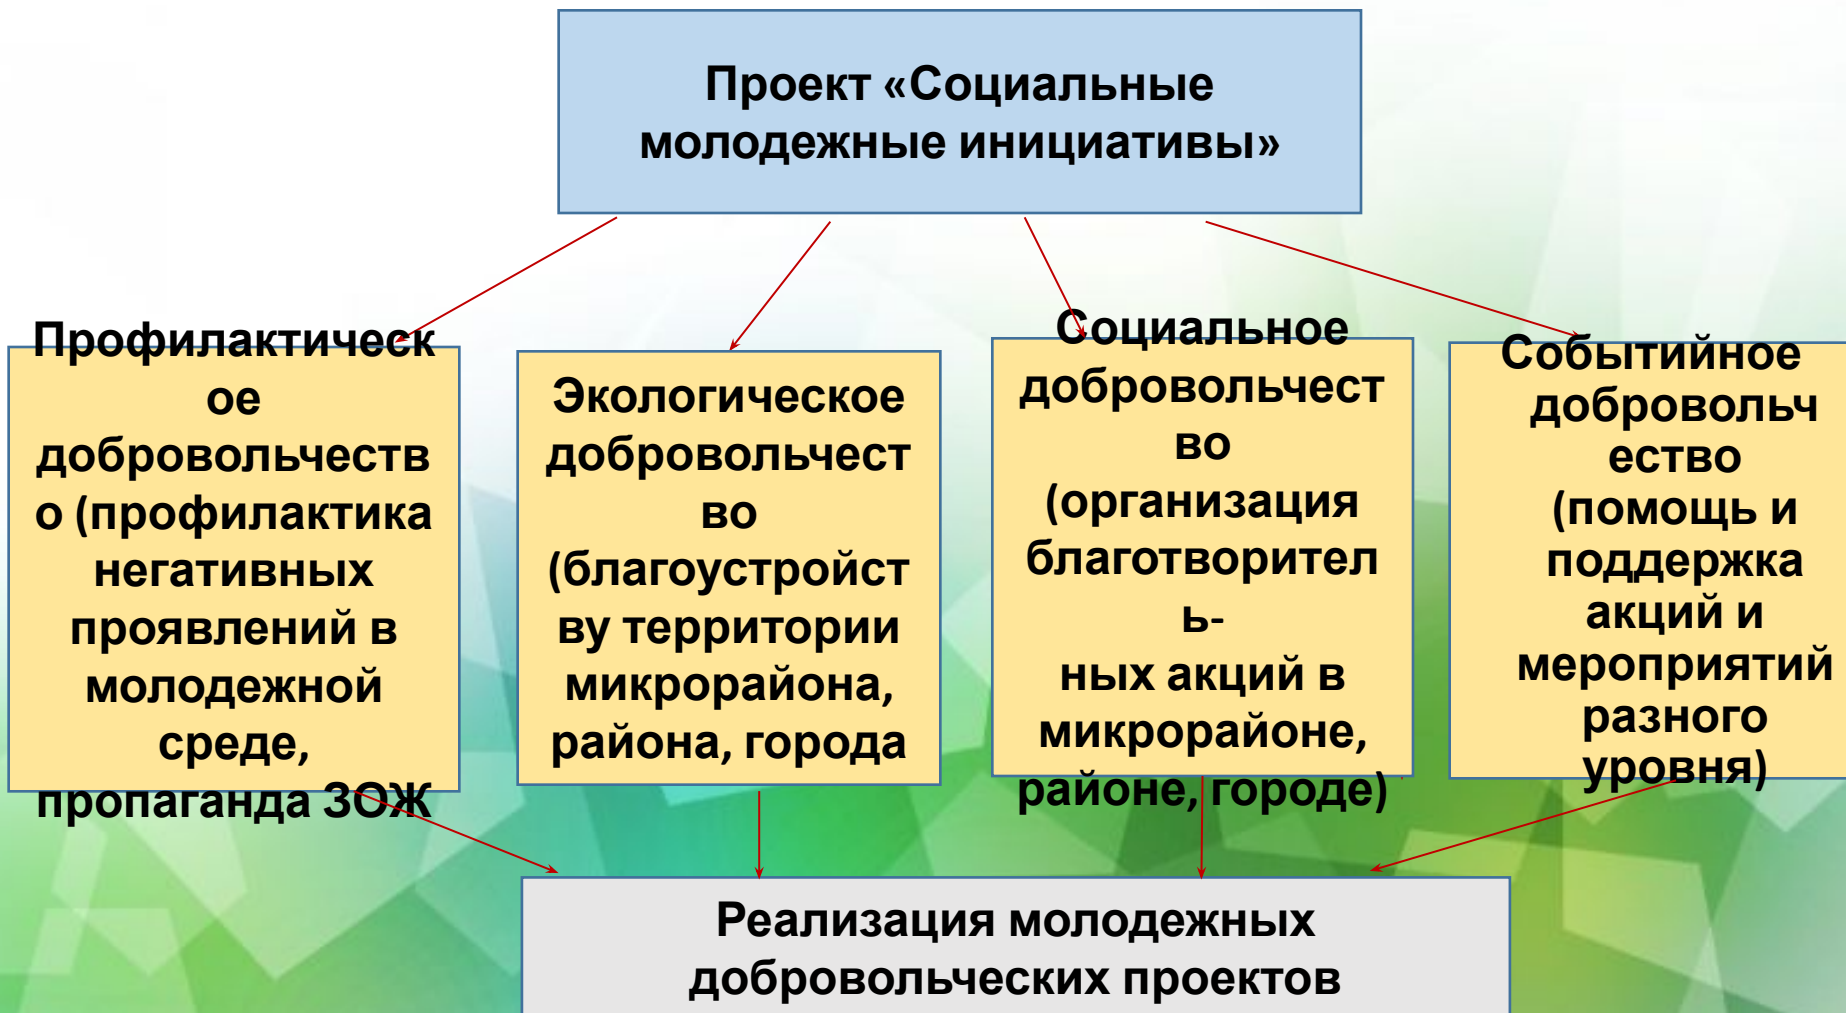 Проект «Социальные
молодежные инициативы»
Профилактическ
ое
добровольчеств
о (профилактика
негативных
проявлений в
молодежной
среде,
пропаганда ЗОЖ
Экологическое
добровольчест
во
(благоустройст
ву территории
микрорайона,
района, города
Социальное
добровольчест
во
(организация
благотворител
ь-
ных акций в
микрорайоне,
районе, городе)
Событийное
добровольч
ество
(помощь и
поддержка
акций и
мероприятий
разного
уровня)
Реализация молодежных
добровольческих проектов